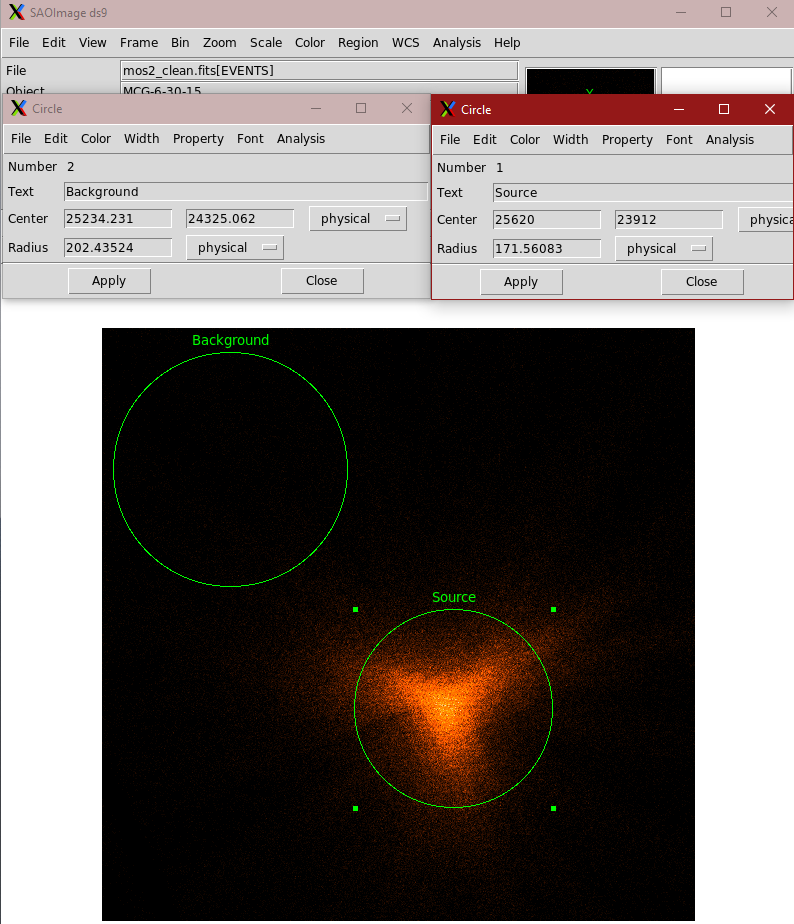 SAOImage ds9
File Edit View Frame Bin Zoom Scale Color Region WCS Analysis Help
File mos2_clean.fits[EVENTS]
Object MCG-6-30-15
Circle
File Edit Color Width Property Font Analysis
Number 2
Text Background
Center 25234.231 24325.062 physical
Radius 202.43524 physical
Apply Close
Circle
File Edit Color Width Property Font Analysis
Number 1
Text Source
Center 25620 23912 physica
Radius 171.56083 physical
Apply Close
Background
Source